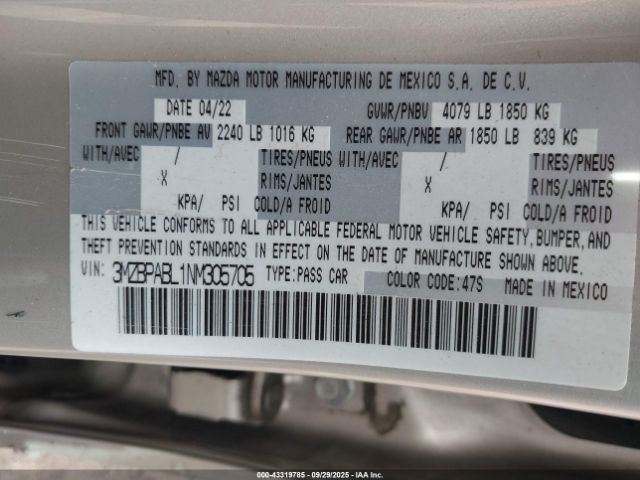 MFD. BY MAZDA MOTOR MANUFACTURING DE MEXICO S.A. DE C.V.
DATE 04/22 GVWR/PNBV 4079 LB 1850 KG
FRONT GAWR/PNBE AV 2240 LB 1016 KG REAR GAWR/PNBE AR 1850 LB 839 KG
WITH/AVEC / TIRES/PNEUS WITH/AVEC / TIRES/PNEUS
X RIMS/JANTES X RIMS/JANTES
KPA/ PSI COLD/A FROID KPA/ PSI COLD/A FROID
THIS VEHICLE CONFORMS TO ALL APPLICABLE FEDERAL MOTOR VEHICLE SAFETY, BUMPER, AND
THEFT PREVENTION STANDARDS IN EFFECT ON THE DATE OF MANUFACTURE SHOWN ABOVE.
VIN: 3MZBPABL1NM305705 TYPE:PASS CAR COLOR CODE:47S MADE IN MEXICO
000-43319785 - 09/29/2025 - IAA Inc.